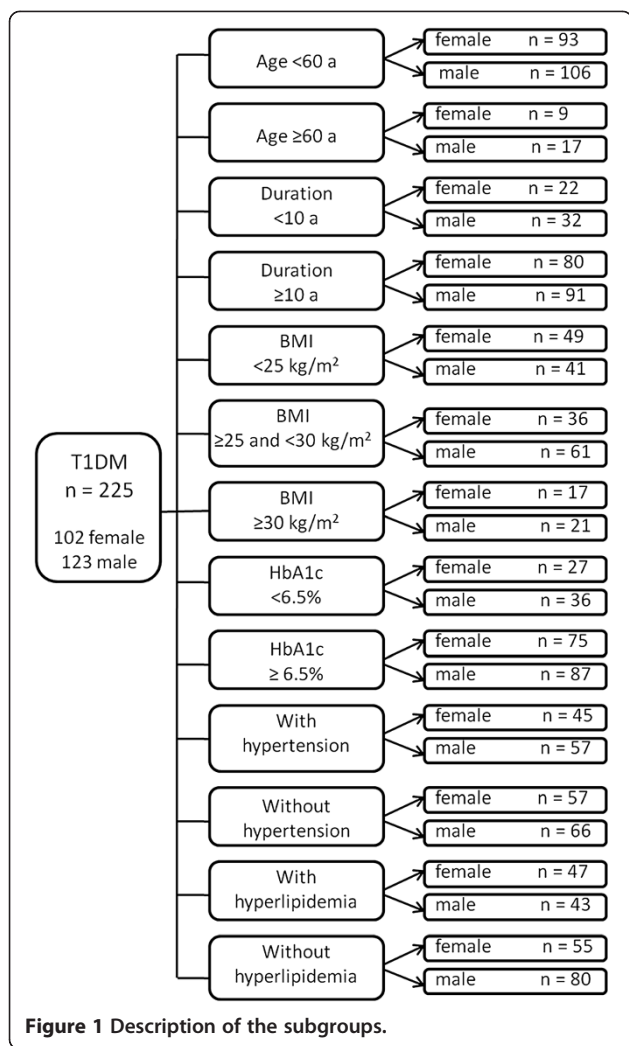 T1DM
n = 225
102 female
123 male
Age <60 a
female n = 93
male n = 106
Age ≥60 a
female n = 9
male n = 17
Duration
<10 a
female n = 22
male n = 32
Duration
≥10 a
female n = 80
male n = 91
BMI
<25 kg/m²
female n = 49
male n = 41
BMI
≥25 and <30 kg/m²
female n = 36
male n = 61
BMI
≥30 kg/m²
female n = 17
male n = 21
HbA1c
<6.5%
female n = 27
male n = 36
HbA1c
≥ 6.5%
female n = 75
male n = 87
With
hypertension
female n = 45
male n = 57
Without
hypertension
female n = 57
male n = 66
With
hyperlipidemia
female n = 47
male n = 43
Without
hyperlipidemia
female n = 55
male n = 80
Figure 1 Description of the subgroups.